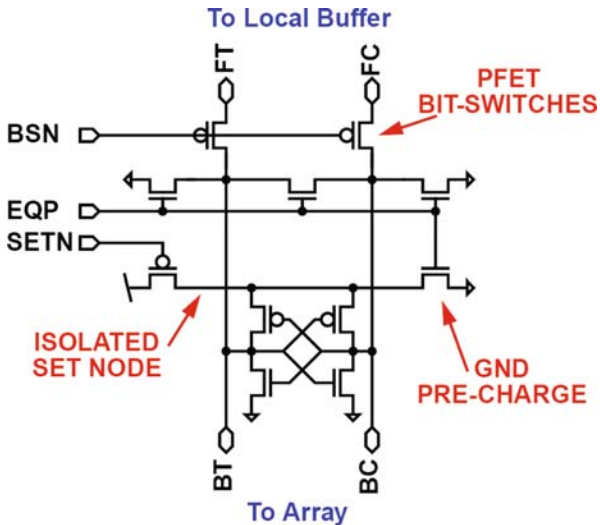 To Local Buffer
FT
FC
PFET
BIT-SWITCHES
BSN
EQP
SETN
ISOLATED
SET NODE
GND
PRE-CHARGE
BT
BC
To Array